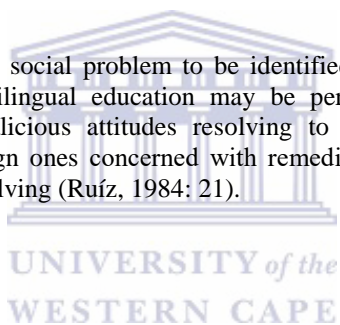 social problem to be identified
ilingual education may be per
licious attitudes resolving to
gn ones concerned with remedi
lving (Ruíz, 1984: 21).
UNIVERSITY of the
WESTERN CAPE